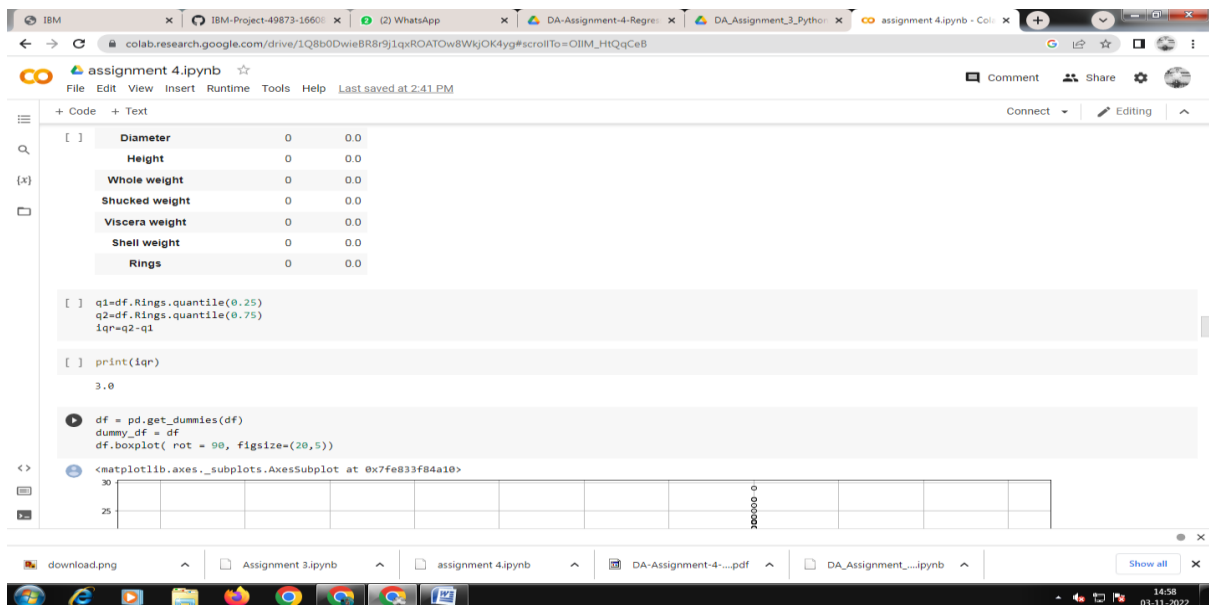 IBM
IBM-Project-49873-16608
(2) WhatsApp
DA-Assignment-4-Regres
DA_Assignment_3_Python
assignment 4.ipynb - Cola
colab.research.google.com/drive/1Q8b0DwieBR8r9j1qxROATOw8WkjOK4yg#scrollTo=OIIM_HtQqCeB
assignment 4.ipynb
Comment
Share
File Edit View Insert Runtime Tools Help Last saved at 2:41 PM
+ Code + Text
Connect
Editing
[ ] Diameter 0 0.0
Height 0 0.0
Whole weight 0 0.0
Shucked weight 0 0.0
Viscera weight 0 0.0
Shell weight 0 0.0
Rings 0 0.0
{x}
[ ] q1=df.Rings.quantile(0.25)
q2=df.Rings.quantile(0.75)
iqr=q2-q1
[ ] print(iqr)
3.0
df = pd.get_dummies(df)
dummy_df = df
df.boxplot( rot = 90, figsize=(20,5))
<matplotlib.axes._subplots.AxesSubplot at 0x7fe833f84a10>
30
25
download.png
Assignment 3.ipynb
assignment 4.ipynb
DA-Assignment-4-....pdf
DA_Assignment_....ipynb
Show all
14:58
03-11-2022